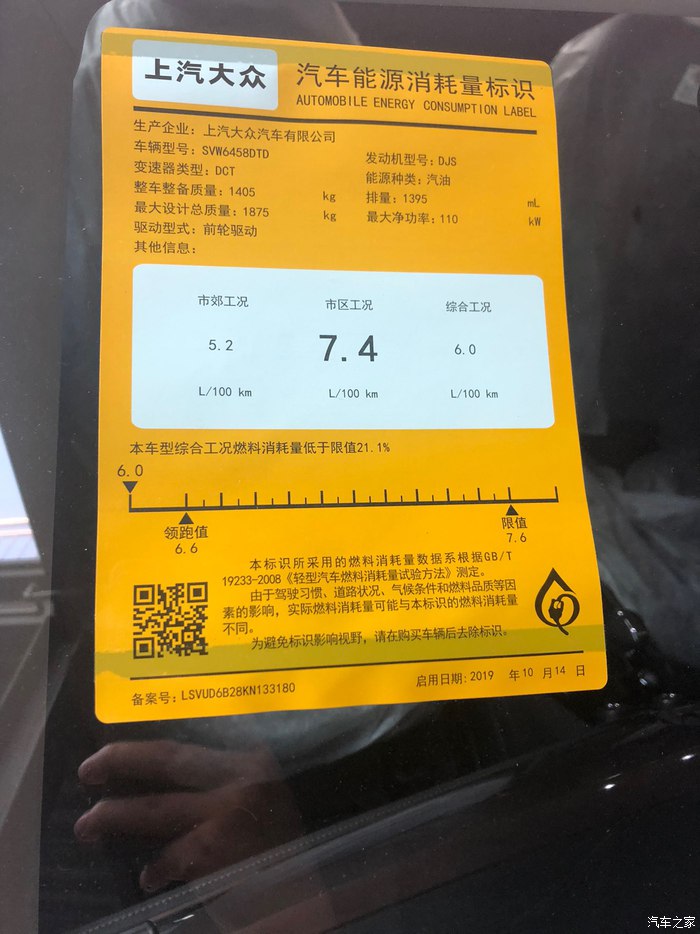 上汽大众
汽车能源消耗量标识
AUTOMOBILE ENERGY CONSUMPTION LABEL
生产企业：上汽大众汽车有限公司
车辆型号：SVW6458DTD
发动机型号：DJS
变速器类型：DCT
能源种类：汽油
整车整备质量：1405 kg
排量：1395 mL
最大设计总质量：1875 kg
最大净功率：110 kW
驱动型式：前轮驱动
其他信息：
市郊工况 市区工况 综合工况
5.2 7.4 6.0
L/100 km L/100 km L/100 km
本车型综合工况燃料消耗量低于限值21.1%
6.0
领跑值 限值
6.6 7.6
本标识所采用的燃料消耗量数据系根据GB/T
19233-2008《轻型汽车燃料消耗量试验方法》测定。
由于驾驶习惯、道路状况、气候条件和燃料品质等因
素的影响，实际燃料消耗量可能与本标识的燃料消耗量
不同。
为避免标识影响视野，请在购买车辆后去除标识。
备案号：LSVUD6B28KN133180
启用日期：2019 年10 月14 日
汽车之家